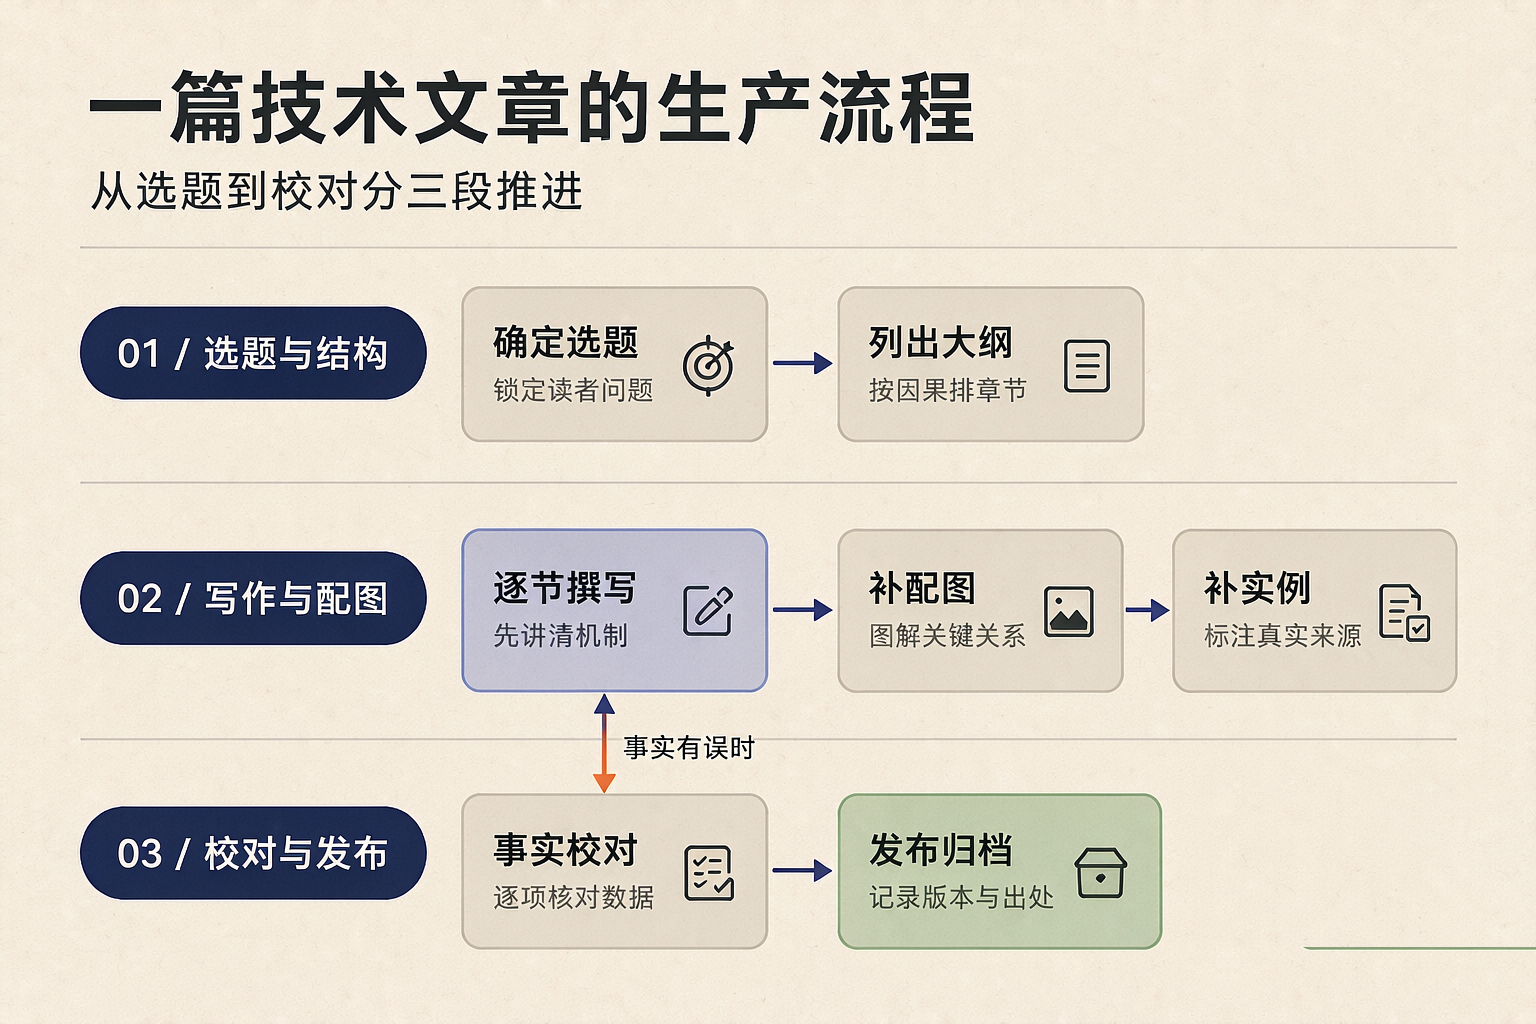 一篇技术文章的生产流程
从选题到校对分三段推进
01 / 选题与结构
确定选题
锁定读者问题
列出大纲
按因果排章节
02 / 写作与配图
逐节撰写
先讲清机制
补配图
图解关键关系
补实例
标注真实来源
事实有误时
03 / 校对与发布
事实校对
逐项核对数据
发布归档
记录版本与出处